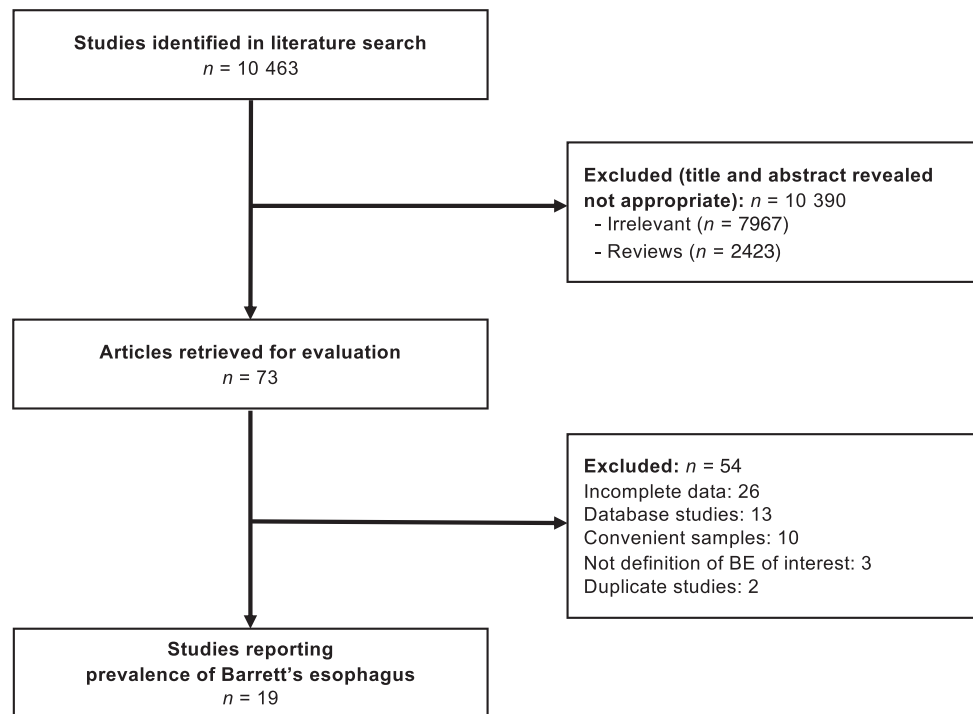 Studies identified in literature search
n = 10 463
Excluded (title and abstract revealed
not appropriate): n = 10 390
- Irrelevant (n = 7967)
- Reviews (n = 2423)
Articles retrieved for evaluation
n = 73
Excluded: n = 54
Incomplete data: 26
Database studies: 13
Convenient samples: 10
Not definition of BE of interest: 3
Duplicate studies: 2
Studies reporting
prevalence of Barrett’s esophagus
n = 19